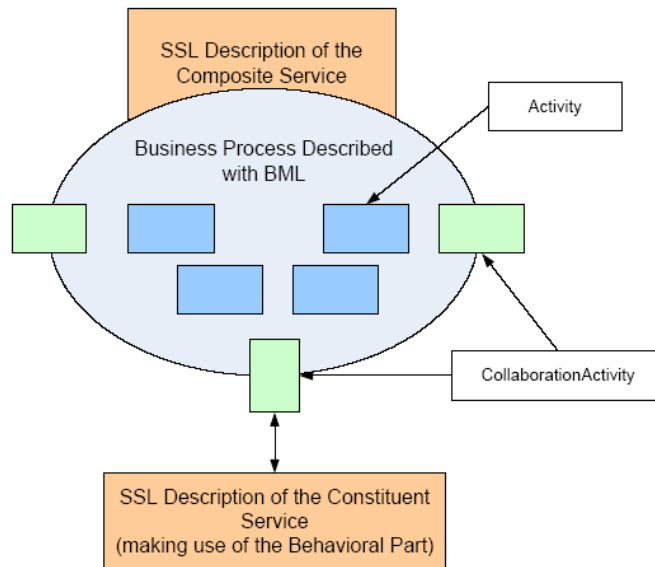 SSL Description of the
Composite Service
Activity
Business Process Described
with BML
CollaborationActivity
SSL Description of the Constituent
Service
(making use of the Behavioral Part)